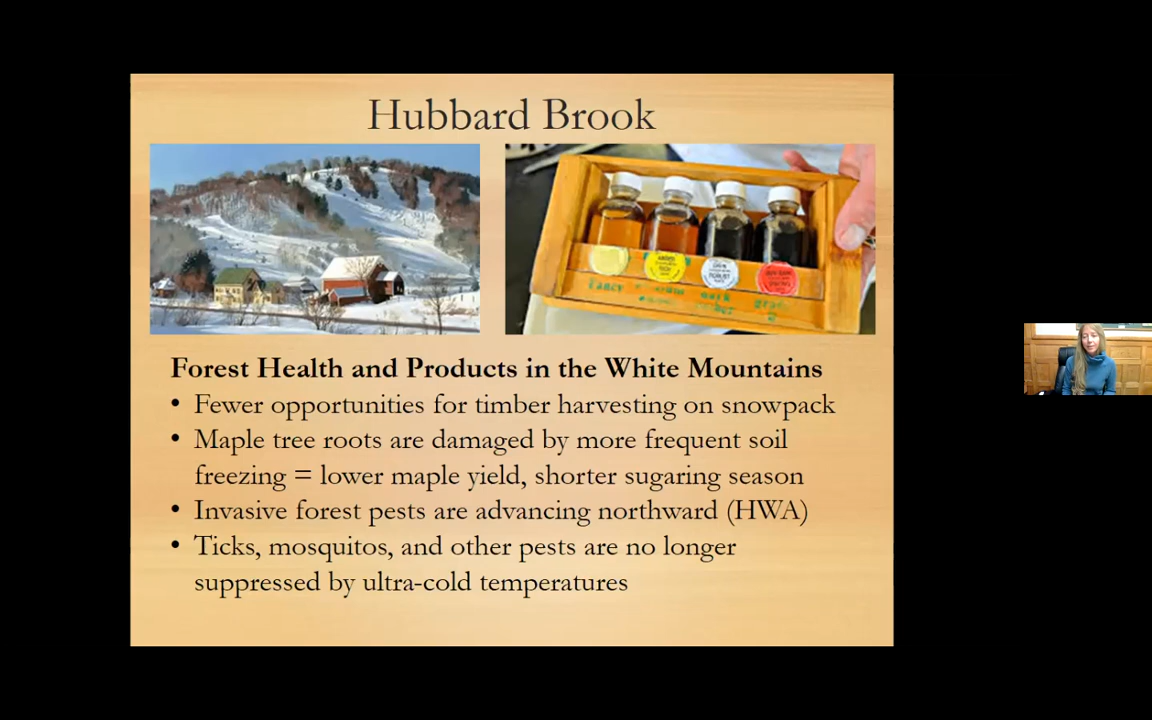 Hubbard Brook
Forest Health and Products in the White Mountains
• Fewer opportunities for timber harvesting on snowpack
• Maple tree roots are damaged by more frequent soil
freezing = lower maple yield, shorter sugaring season
• Invasive forest pests are advancing northward (HWA)
• Ticks, mosquitos, and other pests are no longer
suppressed by ultra-cold temperatures